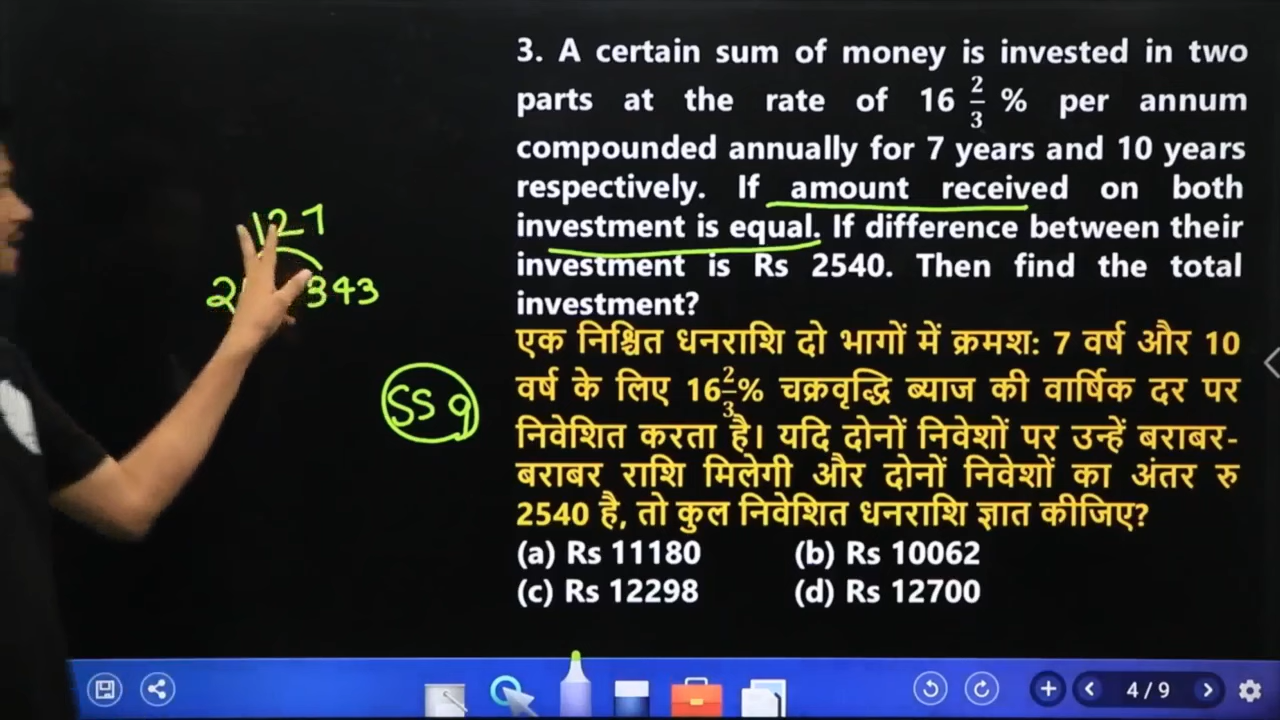 3. A certain sum of money is invested in two
parts at the rate of 16 2/3 % per annum
compounded annually for 7 years and 10 years
respectively. If amount received on both
investment is equal. If difference between their
investment is Rs 2540. Then find the total
investment?
एक निश्चित धनराशि दो भागों में क्रमश: 7 वर्ष और 10
वर्ष के लिए 16 2/3% चक्रवृद्धि ब्याज की वार्षिक दर पर
निवेशित करता है। यदि दोनों निवेशों पर उन्हें बराबर-
बराबर राशि मिलेगी और दोनों निवेशों का अंतर रु
2540 है, तो कुल निवेशित धनराशि ज्ञात कीजिए?
(a) Rs 11180 (b) Rs 10062
(c) Rs 12298 (d) Rs 12700
127
343
559
4 / 9